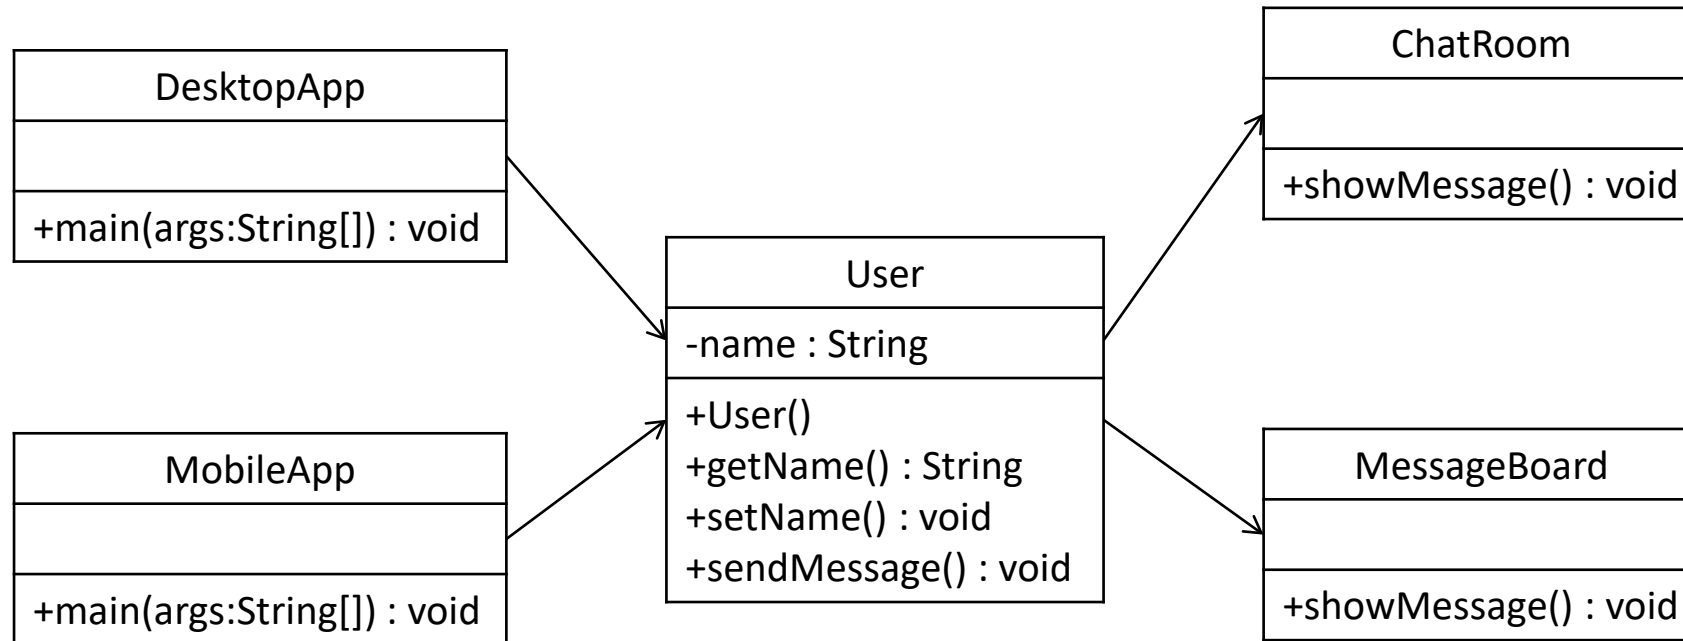 DesktopApp
+main(args:String[]) : void
MobileApp
+main(args:String[]) : void
User
-name : String
+User()
+getName() : String
+setName() : void
+sendMessage() : void
ChatRoom
+showMessage() : void
MessageBoard
+showMessage() : void